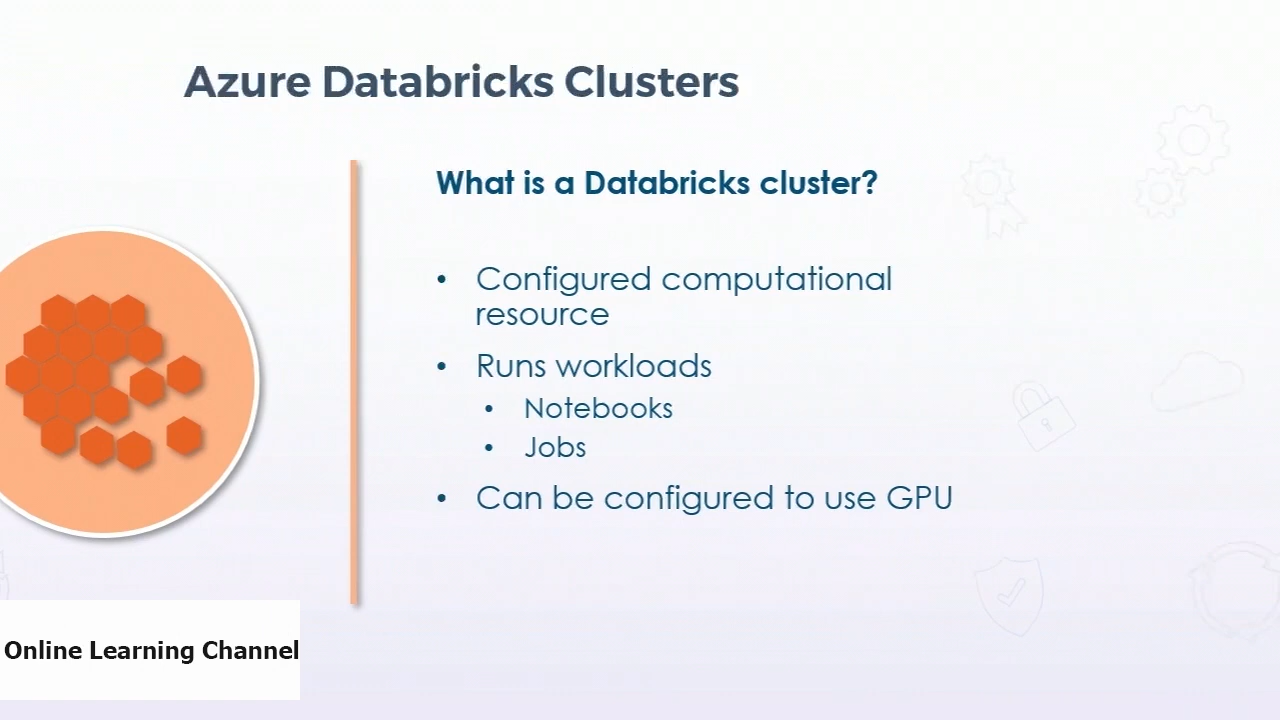 Azure Databricks Clusters
What is a Databricks cluster?
• Configured computational
resource
• Runs workloads
• Notebooks
• Jobs
• Can be configured to use GPU
Online Learning Channel